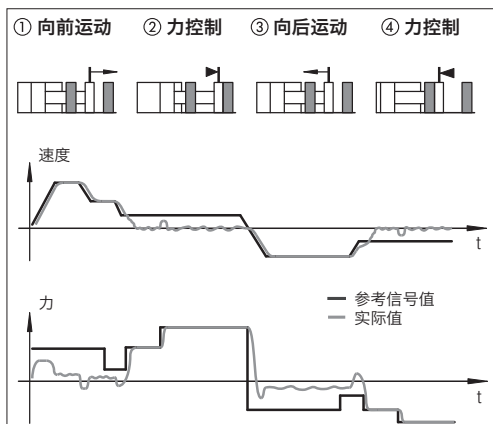 ① 向前运动 ② 力控制 ③ 向后运动 ④ 力控制
速度
t
力
参考信号值
实际值
t